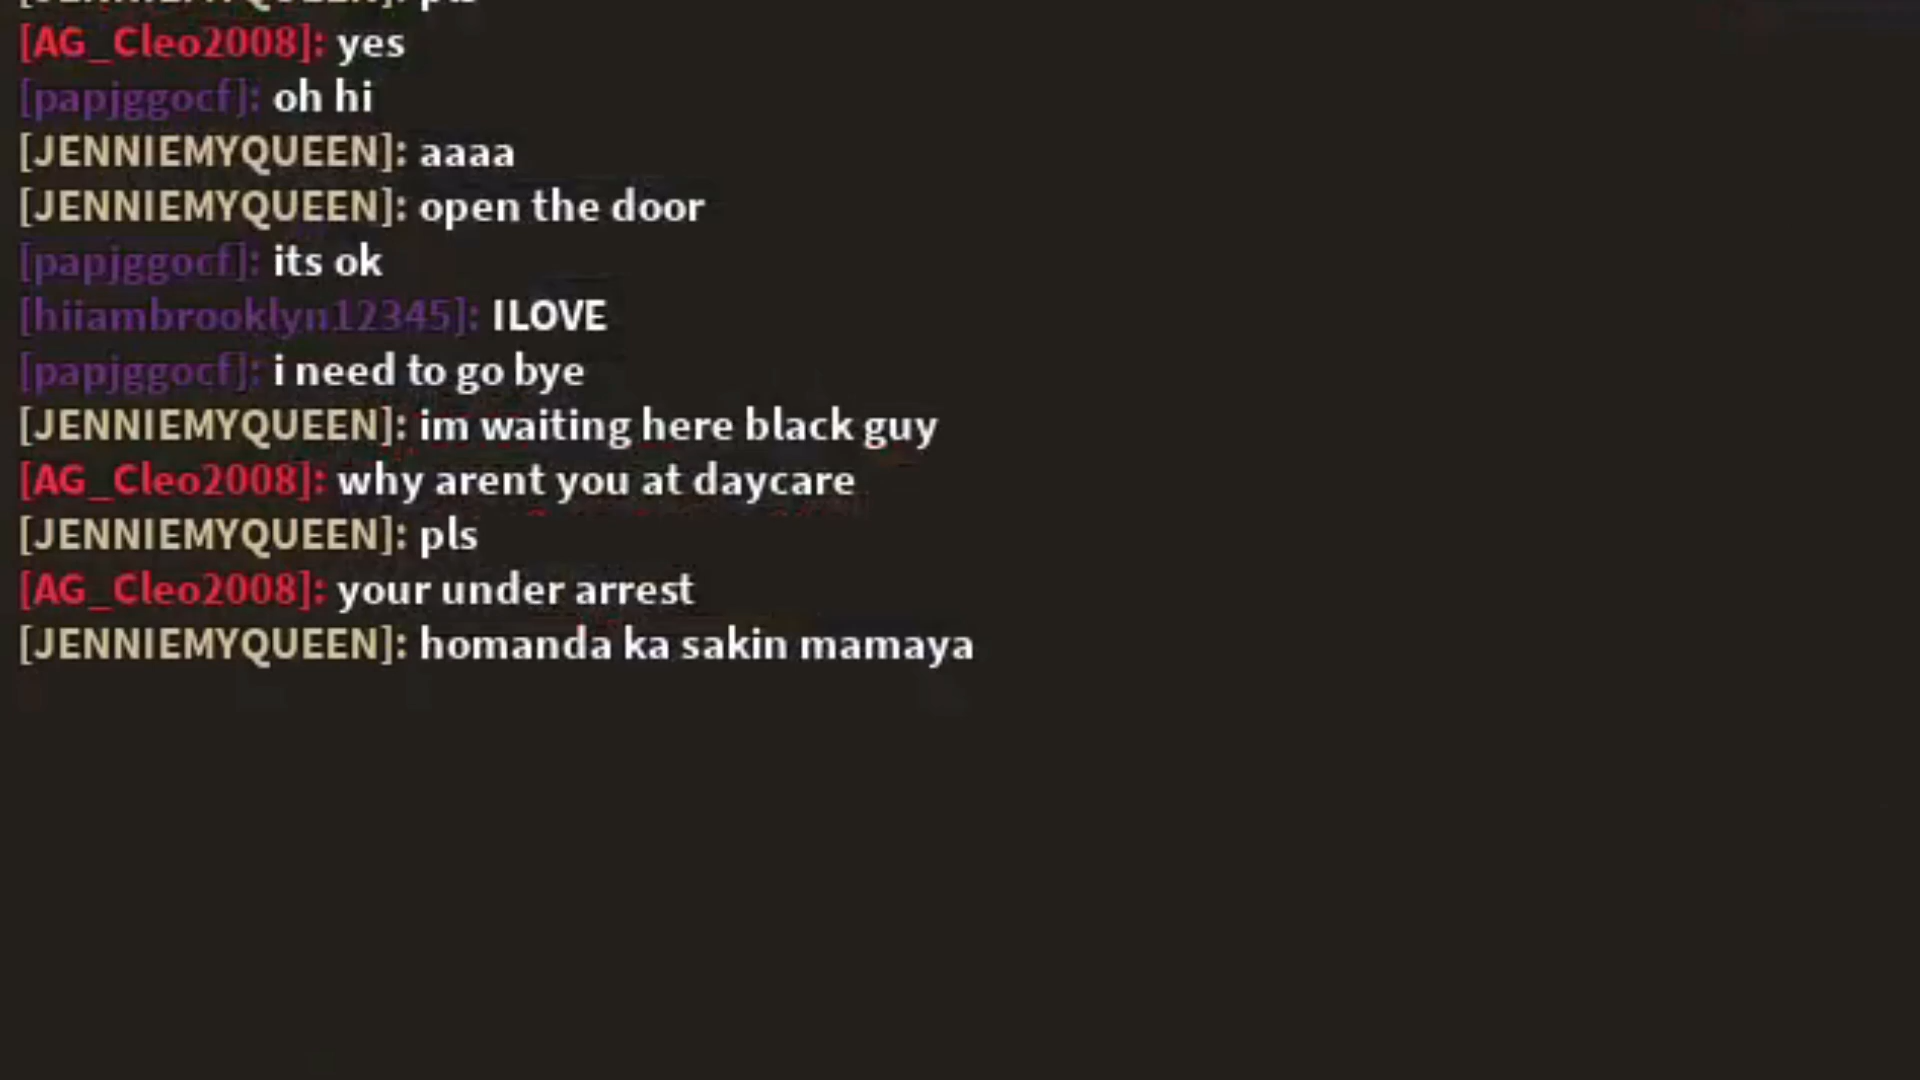 [JENNIEMYQUEEN]: pls
[AG_Cleo2008]: yes
[papjggocf]: oh hi
[JENNIEMYQUEEN]: aaaa
[JENNIEMYQUEEN]: open the door
[papjggocf]: its ok
[hiiambrooklyn12345]: ILOVE
[papjggocf]: i need to go bye
[JENNIEMYQUEEN]: im waiting here black guy
[AG_Cleo2008]: why arent you at daycare
[JENNIEMYQUEEN]: pls
[AG_Cleo2008]: your under arrest
[JENNIEMYQUEEN]: homanda ka sakin mamaya